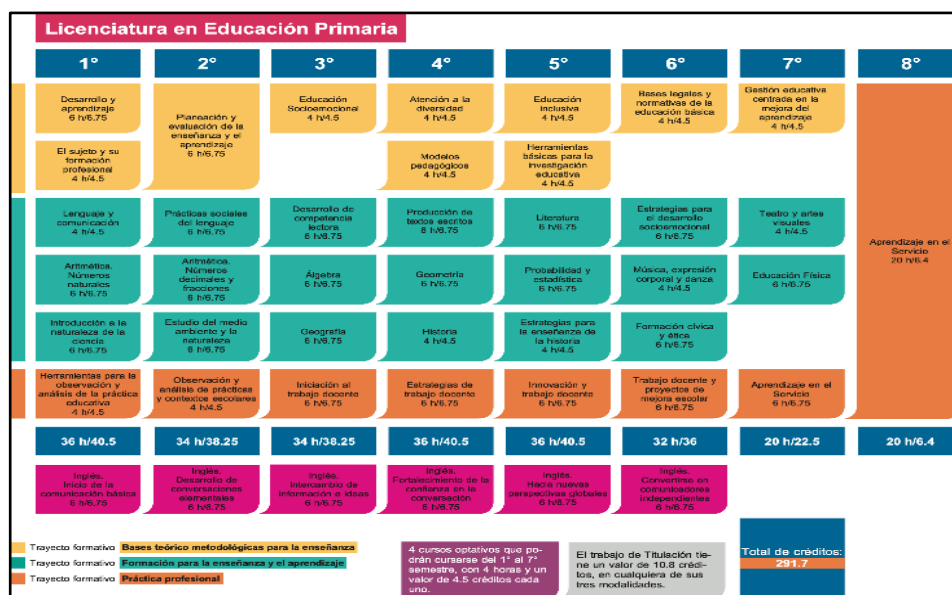 Licenciatura en Educación Primaria
1°
2°
3°
4°
5°
6°
7°
8°
Desarrollo y
aprendizaje
6 h/6.75
Planeación y
evaluación de la
enseñanza y el
aprendizaje
6 h/6.75
Educación
Socioemocional
4 h/4.5
Atención a la
diversidad
4 h/4.5
Educación
inclusiva
4 h/4.5
Bases legales y
normativas de la
educación básica
4 h/4.5
Gestión educativa
centrada en la
mejora del
aprendizaje
4 h/4.5
El sujeto y su
formación
profesional
4 h/4.5
Modelos
pedagógicos
4 h/4.5
Herramientas
básicas para la
investigación
educativa
4 h/4.5
Lenguaje y
comunicación
4 h/4.5
Prácticas sociales
del lenguaje
6 h/6.75
Desarrollo de
competencia
lectora
6 h/6.75
Producción de
textos escritos
6 h/6.75
Literatura
6 h/6.75
Estrategias para
el desarrollo
socioemocional
6 h/6.75
Teatro y artes
visuales
4 h/4.5
Aprendizaje en el
Servicio
20 h/6.4
Aritmética.
Números
naturales
6 h/6.75
Aritmética.
Números
decimales y
fracciones
6 h/6.75
Álgebra
6 h/6.75
Geometría
6 h/6.75
Probabilidad y
estadística
6 h/6.75
Música, expresión
corporal y danza
4 h/4.5
Educación Física
6 h/6.75
Introducción a la
naturaleza de la
ciencia
6 h/6.75
Estudio del medio
ambiente y la
naturaleza
6 h/6.75
Geografía
6 h/6.75
Historia
4 h/4.5
Estrategias para
la enseñanza de
la historia
4 h/4.5
Formación cívica
y ética
6 h/6.75
Herramientas para la
observación y
análisis de la práctica
educativa
4 h/4.5
Observación y
análisis de prácticas
y contextos escolares
4 h/4.5
Iniciación al
trabajo docente
6 h/6.75
Estrategias de
trabajo docente
6 h/6.75
Innovación y
trabajo docente
6 h/6.75
Trabajo docente y
proyectos de
mejora escolar
6 h/6.75
Aprendizaje en el
Servicio
6 h/6.75
36 h/40.5
34 h/38.25
34 h/38.25
36 h/40.5
36 h/40.5
32 h/36
20 h/22.5
20 h/6.4
Inglés.
Inicio de la
comunicación básica
6 h/6.75
Inglés.
Desarrollo de
conversaciones
elementales
6 h/6.75
Inglés.
Intercambio de
información e ideas
6 h/6.75
Inglés.
Fortalecimiento de la
confianza en la
conversación
6 h/6.75
Inglés.
Hacia nuevas
perspectivas globales
6 h/6.75
Inglés.
Convertirse en
comunicadores
independientes
6 h/6.75
Trayecto formativo Bases teórico metodológicas para la enseñanza
Trayecto formativo Formación para la enseñanza y el aprendizaje
Trayecto formativo Práctica profesional
4 cursos optativos que po-
drán cursarse del 1° al 7°
semestre, con 4 horas y un
valor de 4.5 créditos cada
uno.
El trabajo de Titulación tie-
ne un valor de 10.8 crédi-
tos, en cualquiera de sus
tres modalidades.
Total de créditos:
291.7